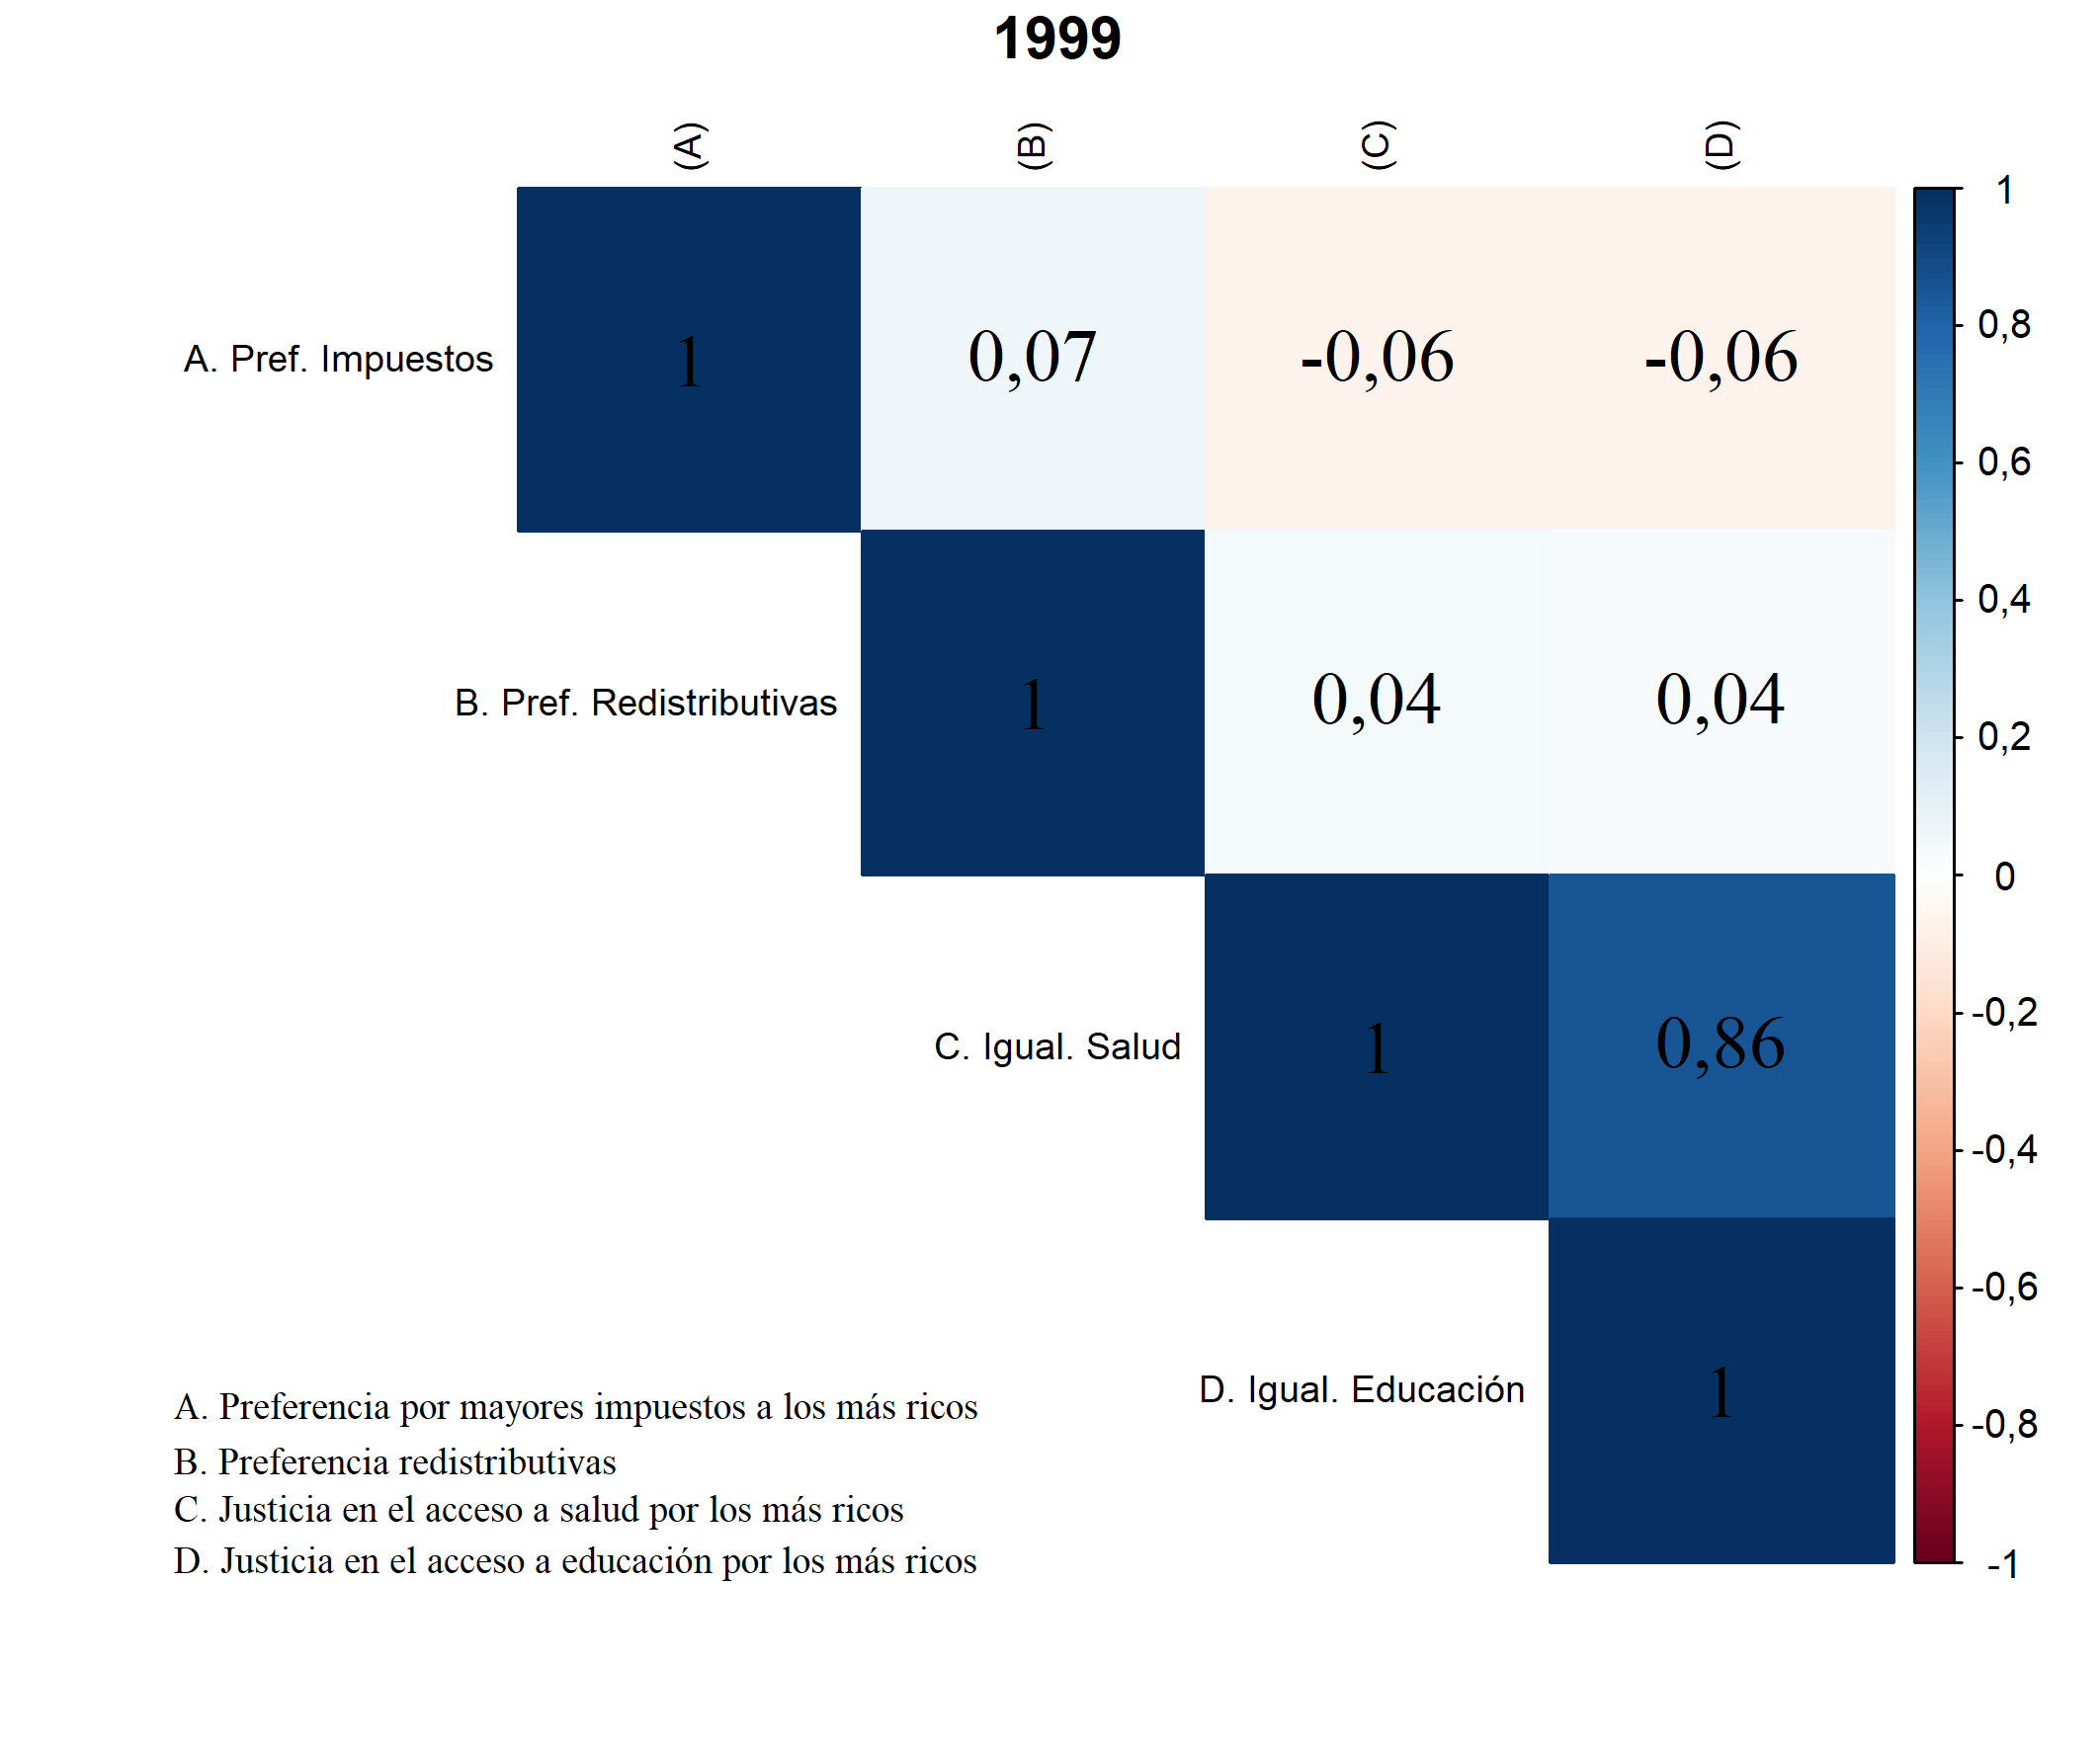 1999
(A) (B) (C) (D)
1
A. Pref. Impuestos 1 0,07 -0,06 -0,06
0,8
0,6
0,4
B. Pref. Redistributivas 1 0,04 0,04
0,2
0
C. Igual. Salud 1 0,86
-0,2
-0,4
-0,6
D. Igual. Educación 1
-0,8
-1
A. Preferencia por mayores impuestos a los más ricos
B. Preferencia redistributivas
C. Justicia en el acceso a salud por los más ricos
D. Justicia en el acceso a educación por los más ricos